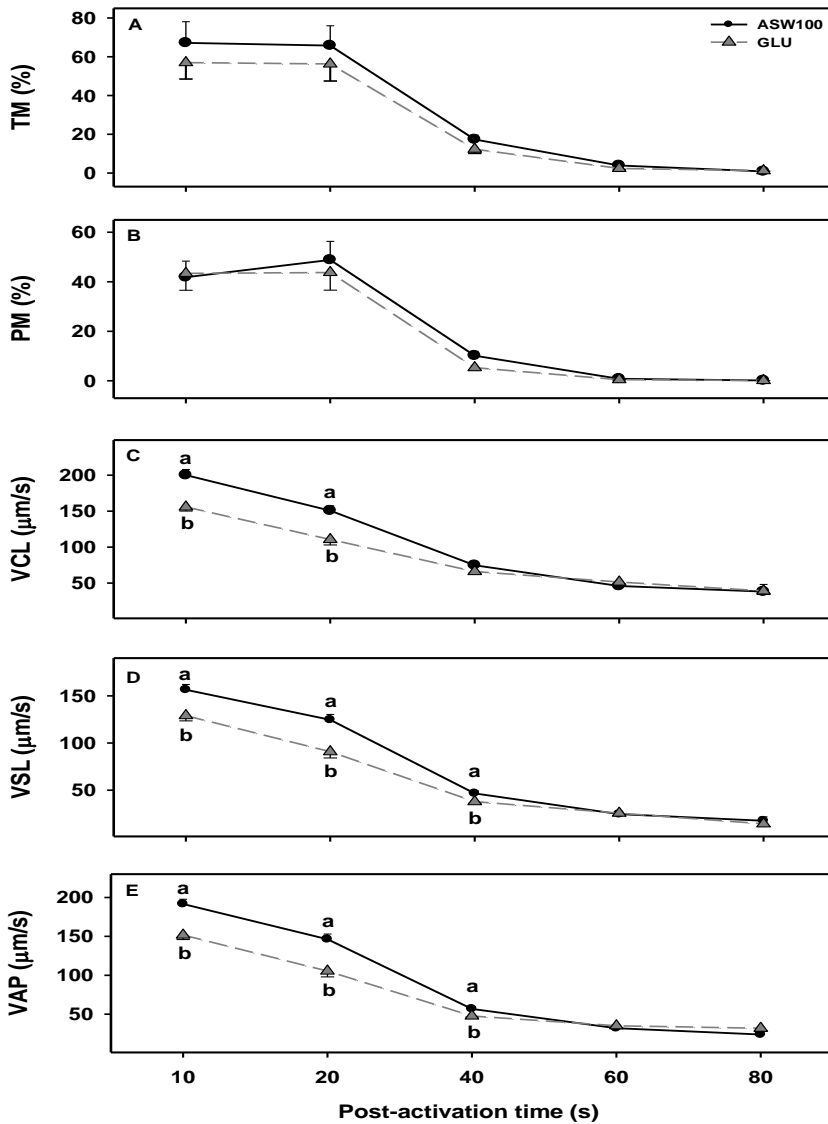 A
ASW100
GLU
80
60
40
20
0
TM (%)
B
60
40
20
0
PM (%)
C
a
a
b
b
200
150
100
50
VCL (μm/s)
D
a
a
a
b
b
b
150
100
50
VSL (μm/s)
E
a
a
a
b
b
b
200
150
100
50
VAP (μm/s)
10 20 40 60 80
Post-activation time (s)